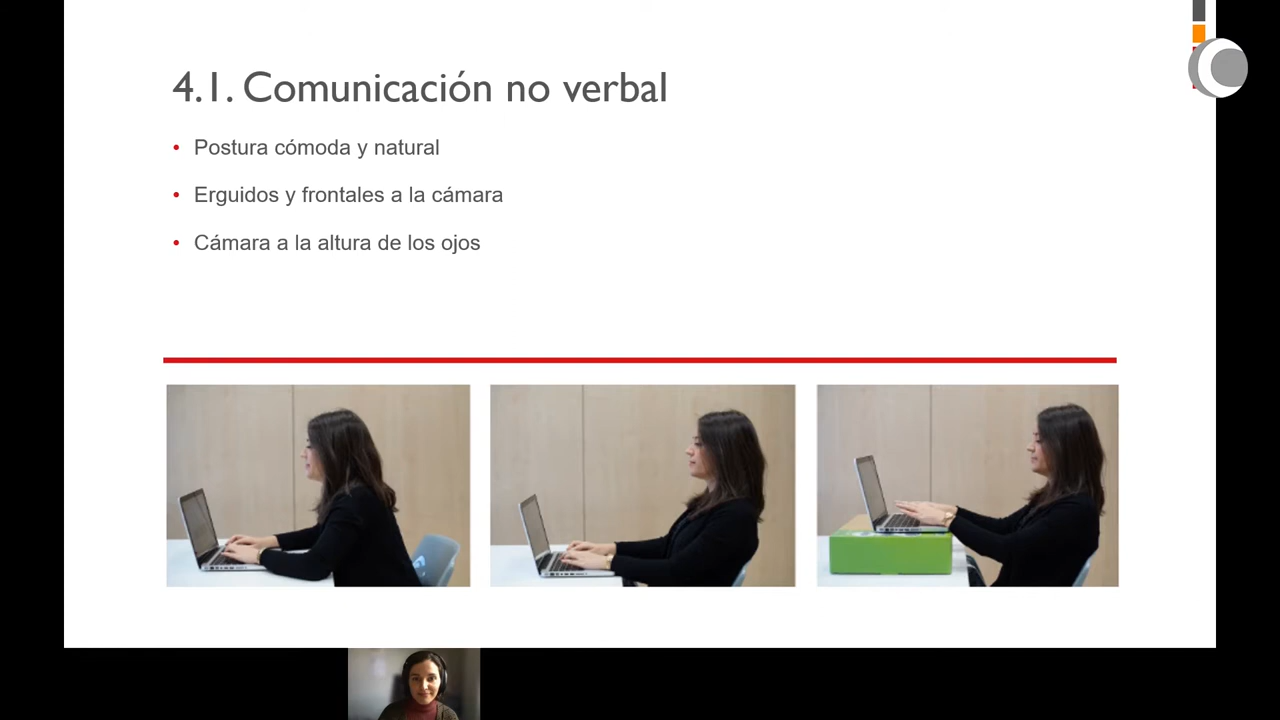 4.1. Comunicación no verbal
• Postura cómoda y natural
• Erguidos y frontales a la cámara
• Cámara a la altura de los ojos